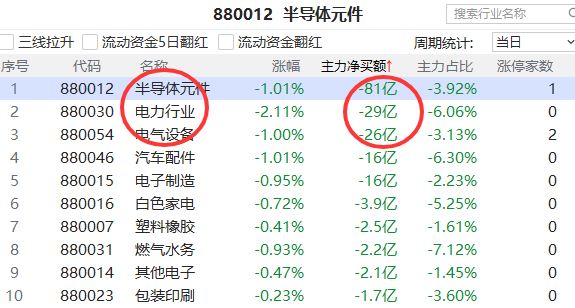 880012 半导体元件
搜索行业名称
三线拉升 流动资金5日翻红 流动资金翻红 周期统计: 当日
序号 代码 名称 涨幅 主力净买额↑ 主力占比 涨停家数
1 880012 半导体元件 -1.01% -81亿 -3.92% 1
2 880030 电力行业 -2.11% -29亿 -6.06% 0
3 880054 电气设备 -1.00% -26亿 -3.13% 2
4 880046 汽车配件 -1.01% -16亿 -6.30% 0
5 880015 电子制造 -0.95% -16亿 -2.23% 0
6 880016 白色家电 -0.72% -3.9亿 -5.25% 0
7 880007 塑料橡胶 -0.41% -2.5亿 -1.61% 0
8 880031 燃气水务 -0.93% -2.2亿 -7.12% 0
9 880014 其他电子 -0.47% -2.1亿 -1.45% 0
10 880023 包装印刷 -0.23% -1.7亿 -3.60% 0